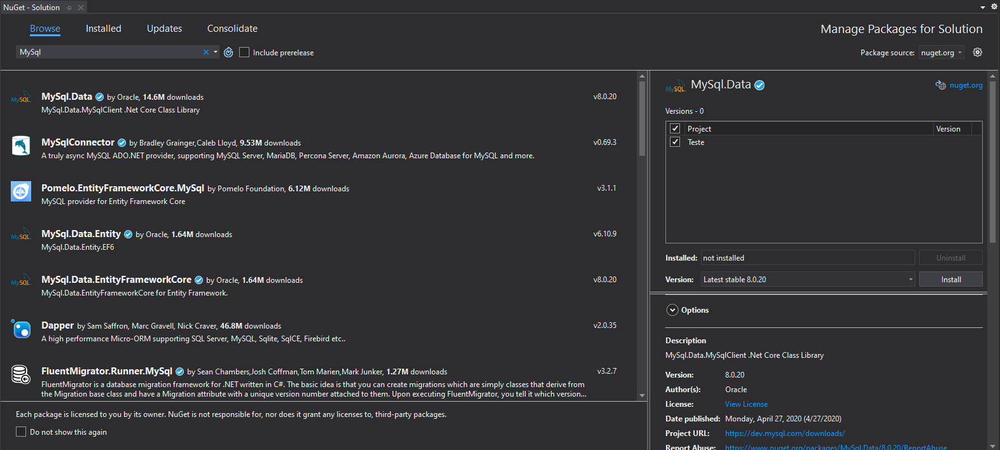 NuGet - Solution
Browse Installed Updates Consolidate
Manage Packages for Solution
MySql
Include prerelease
Package source: nuget.org
MySQL
MySql.Data by Oracle, 14.6M downloads v8.0.20
MySql.Data.MySqlClient .Net Core Class Library
MySqlConnector by Bradley Grainger,Caleb Lloyd, 9.53M downloads v0.69.3
A truly async MySQL ADO.NET provider, supporting MySQL Server, MariaDB, Percona Server, Amazon Aurora, Azure Database for MySQL and more.
Pomelo.EntityFrameworkCore.MySql by Pomelo Foundation, 6.12M downloads v3.1.1
MySQL provider for Entity Framework Core
MySQL
MySql.Data.Entity by Oracle, 1.64M downloads v6.10.9
MySql.Data.Entity.EF6
MySQL
MySql.Data.EntityFrameworkCore by Oracle, 1.64M downloads v8.0.20
MySql.Data.EntityFrameworkCore for Entity Framework.
Dapper by Sam Saffron, Marc Gravell, Nick Craver, 46.8M downloads v2.0.35
A high performance Micro-ORM supporting SQL Server, MySQL, Sqlite, SqlCE, Firebird etc..
FluentMigrator.Runner.MySql by Sean Chambers,Josh Coffman,Tom Marien,Mark Junker, 1.27M downloads v3.2.7
FluentMigrator is a database migration framework for .NET written in C#. The basic idea is that you can create migrations which are simply classes that derive from
the Migration base class and have a Migration attribute with a unique version number attached to them. Upon executing FluentMigrator, you tell it which version...
Each package is licensed to you by its owner. NuGet is not responsible for, nor does it grant any licenses to, third-party packages.
Do not show this again
MySQL
MySql.Data
nuget.org
Versions - 0
Project Version
Teste
Installed: not installed Uninstall
Version: Latest stable 8.0.20 Install
Options
Description
MySql.Data.MySqlClient .Net Core Class Library
Version: 8.0.20
Author(s): Oracle
License: View License
Date published: Monday, April 27, 2020 (4/27/2020)
Project URL: https://dev.mysql.com/downloads/
Report Abuse: https://www.nuget.org/packages/MySql.Data/8.0.20/ReportAbuse